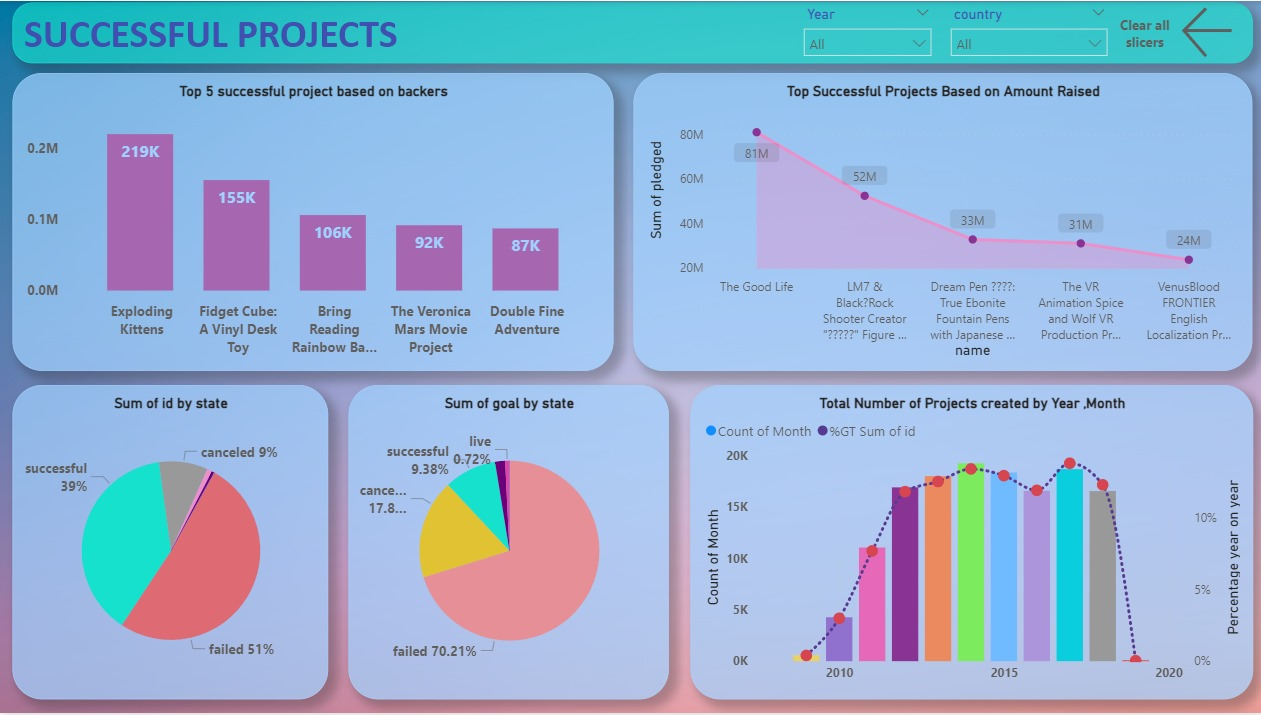 SUCCESSFUL PROJECTS
Year
All
country
All
Clear all
slicers
Top 5 successful project based on backers
0.2M
0.1M
0.0M
219K
155K
106K
92K
87K
Exploding
Kittens
Fidget Cube:
A Vinyl Desk
Toy
Bring
Reading
Rainbow Ba...
The Veronica
Mars Movie
Project
Double Fine
Adventure
Top Successful Projects Based on Amount Raised
Sum of pledged
80M
60M
40M
20M
81M
52M
33M
31M
24M
The Good Life
LM7 &
Black?Rock
Shooter Creator
"?????" Figure ...
Dream Pen ????:
True Ebonite
Fountain Pens
with Japanese ...
The VR
Animation Spice
and Wolf VR
Production Pr...
VenusBlood
FRONTIER
English
Localization Pr...
name
Sum of id by state
canceled 9%
successful
39%
failed 51%
Sum of goal by state
live
0.72%
successful
9.38%
cance...
17.8...
failed 70.21%
Total Number of Projects created by Year ,Month
Count of Month
%GT Sum of id
Count of Month
20K
15K
10K
5K
0K
2010
2015
2020
10%
5%
0%
Percentage year on year